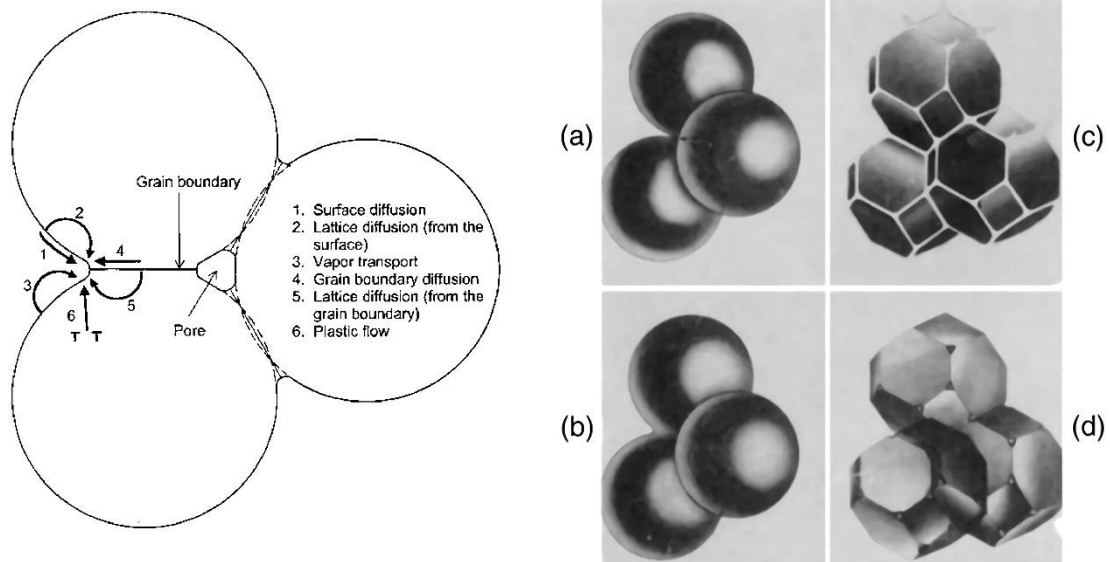 Grain boundary
2
1
4
3
5
6
T T
Pore
1. Surface diffusion
2. Lattice diffusion (from the
surface)
3. Vapor transport
4. Grain boundary diffusion
5. Lattice diffusion (from the
grain boundary)
6. Plastic flow
(a)
(c)
(b)
(d)